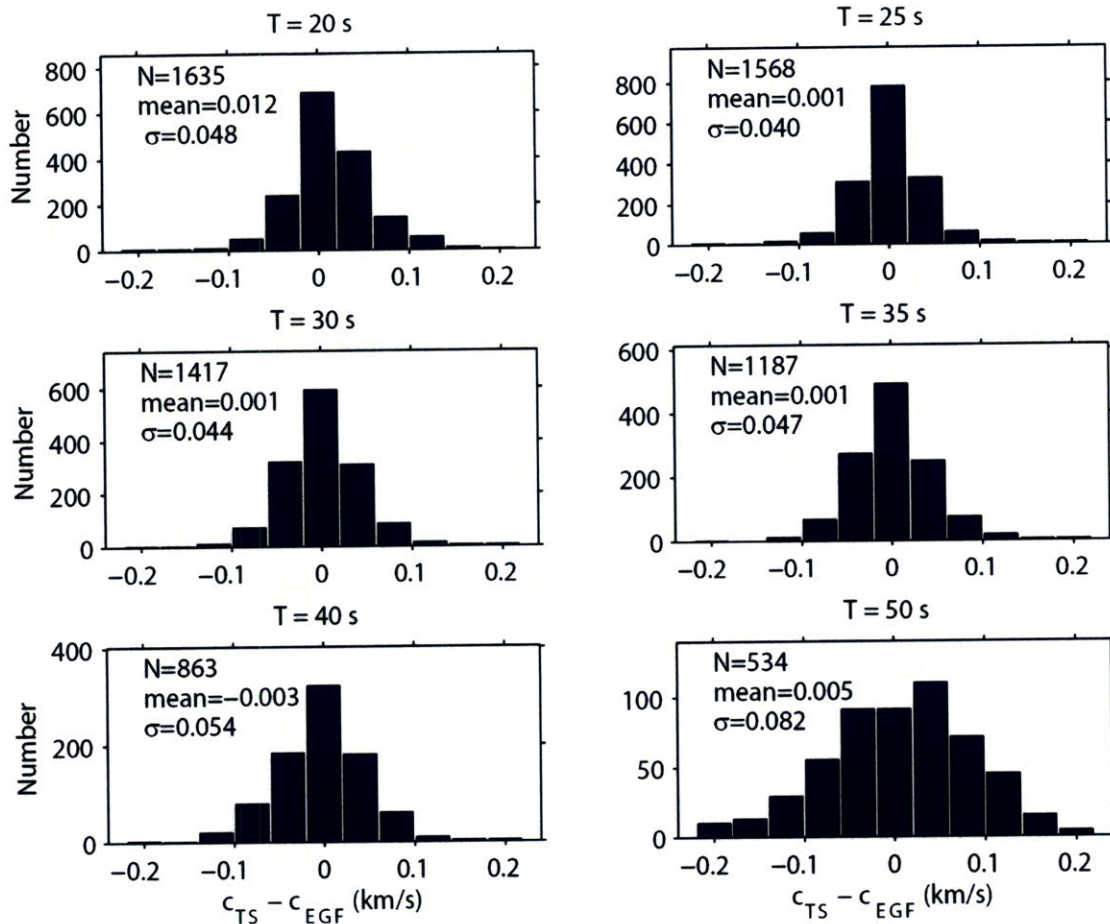 T = 20 s
Number
800
600
400
200
0
N=1635
mean=0.012
σ=0.048
−0.2 −0.1 0 0.1 0.2
T = 25 s
800
600
400
200
0
N=1568
mean=0.001
σ=0.040
−0.2 −0.1 0 0.1 0.2
T = 30 s
Number
600
400
200
0
N=1417
mean=0.001
σ=0.044
−0.2 −0.1 0 0.1 0.2
T = 35 s
600
400
200
0
N=1187
mean=0.001
σ=0.047
−0.2 −0.1 0 0.1 0.2
T = 40 s
Number
400
200
0
N=863
mean=−0.003
σ=0.054
−0.2 −0.1 0 0.1 0.2
c_TS − c_EGF (km/s)
T = 50 s
100
50
0
N=534
mean=0.005
σ=0.082
−0.2 −0.1 0 0.1 0.2
c_TS − c_EGF (km/s)